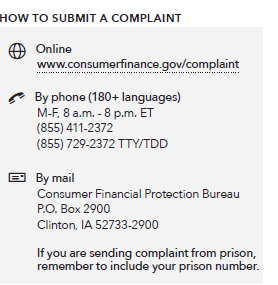 HOW TO SUBMIT A COMPLAINT
Online
www.consumerfinance.gov/complaint
By phone (180+ languages)
M-F, 8 a.m. - 8 p.m. ET
(855) 411-2372
(855) 729-2372 TTY/TDD
By mail
Consumer Financial Protection Bureau
P.O. Box 2900
Clinton, IA 52733-2900
If you are sending complaint from prison,
remember to include your prison number.